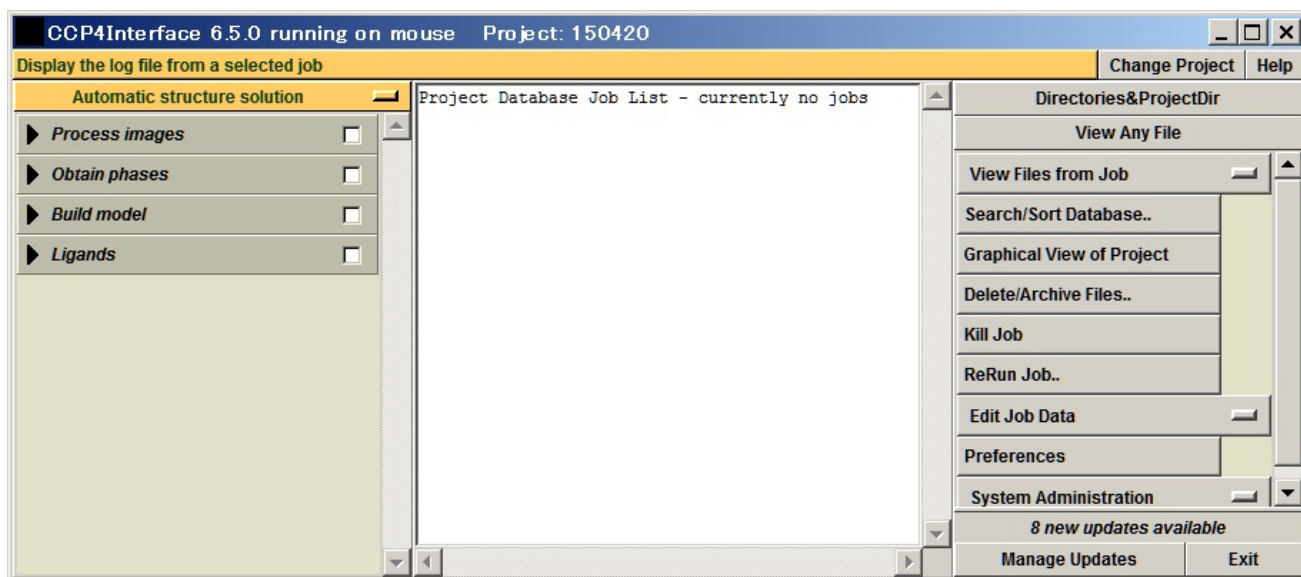 CCP4Interface 6.5.0 running on mouse Project: 150420
Display the log file from a selected job
Change Project
Help
Automatic structure solution
Process images
Obtain phases
Build model
Ligands
Project Database Job List - currently no jobs
Directories&ProjectDir
View Any File
View Files from Job
Search/Sort Database..
Graphical View of Project
Delete/Archive Files..
Kill Job
ReRun Job..
Edit Job Data
Preferences
System Administration
8 new updates available
Manage Updates
Exit